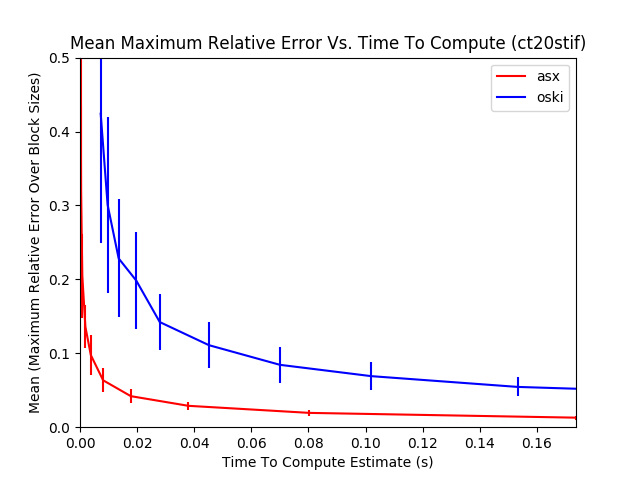 Mean Maximum Relative Error Vs. Time To Compute (ct20stif)
Mean (Maximum Relative Error Over Block Sizes)
0.5
0.4
0.3
0.2
0.1
0.0
asx
oski
0.00 0.02 0.04 0.06 0.08 0.10 0.12 0.14 0.16
Time To Compute Estimate (s)